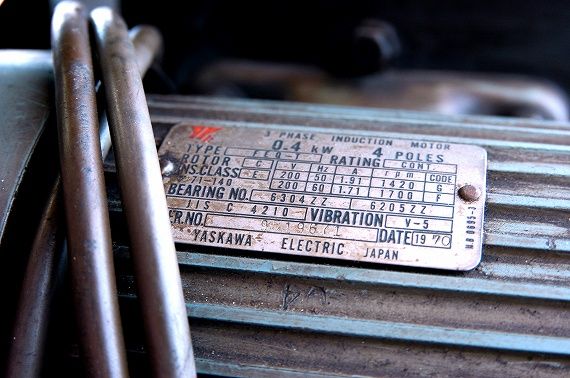 3 PHASE INDUCTION MOTOR
TYPE 0.4 kW 4 POLES
ROTOR RATING CONT
INS.CLASS E V Hz A rpm CODE
200 50 1.91 1420 G
200 60 1.71 1700 F
BEARING NO. 6304ZZ 6205ZZ
JIS C 4210 VIBRATION V-5
ER.NO. DATE 1970
YASKAWA ELECTRIC JAPAN